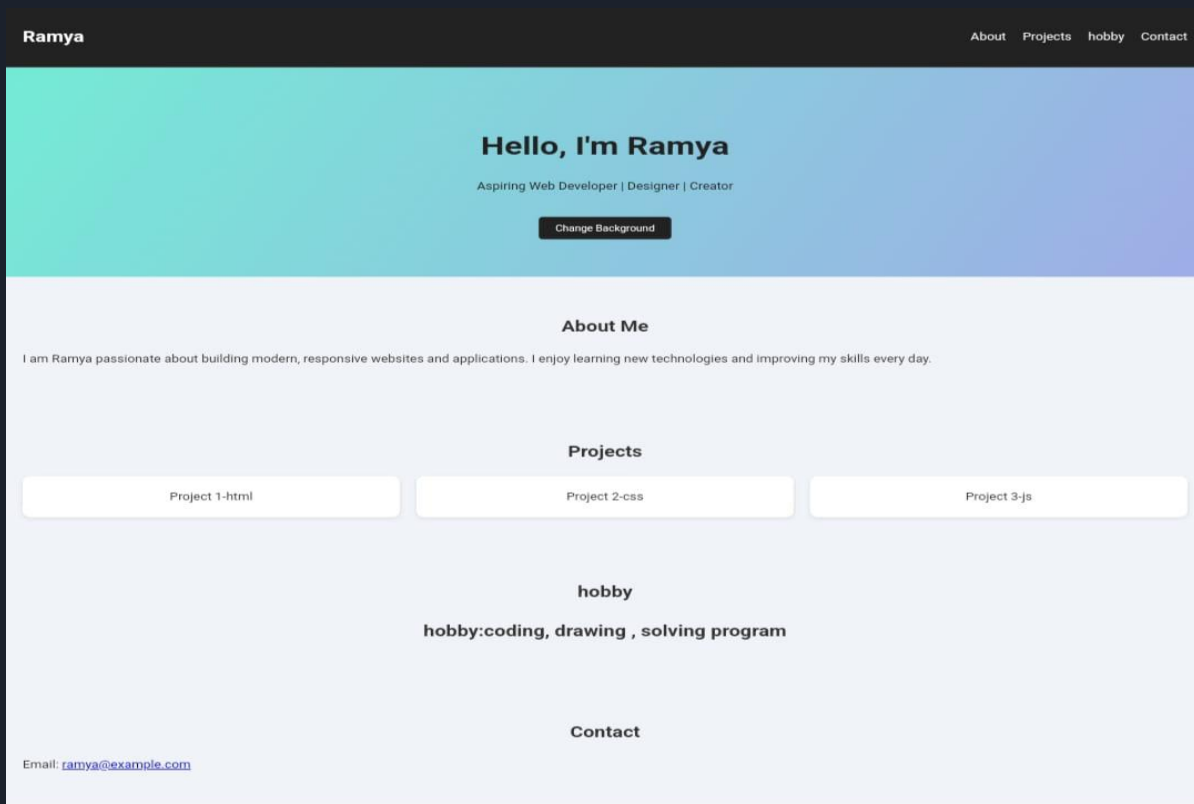 Ramya
About Projects hobby Contact
Hello, I'm Ramya
Aspiring Web Developer | Designer | Creator
Change Background
About Me
I am Ramya passionate about building modern, responsive websites and applications. I enjoy learning new technologies and improving my skills every day.
Projects
Project 1-html
Project 2-css
Project 3-js
hobby
hobby:coding, drawing , solving program
Contact
Email: ramya@example.com